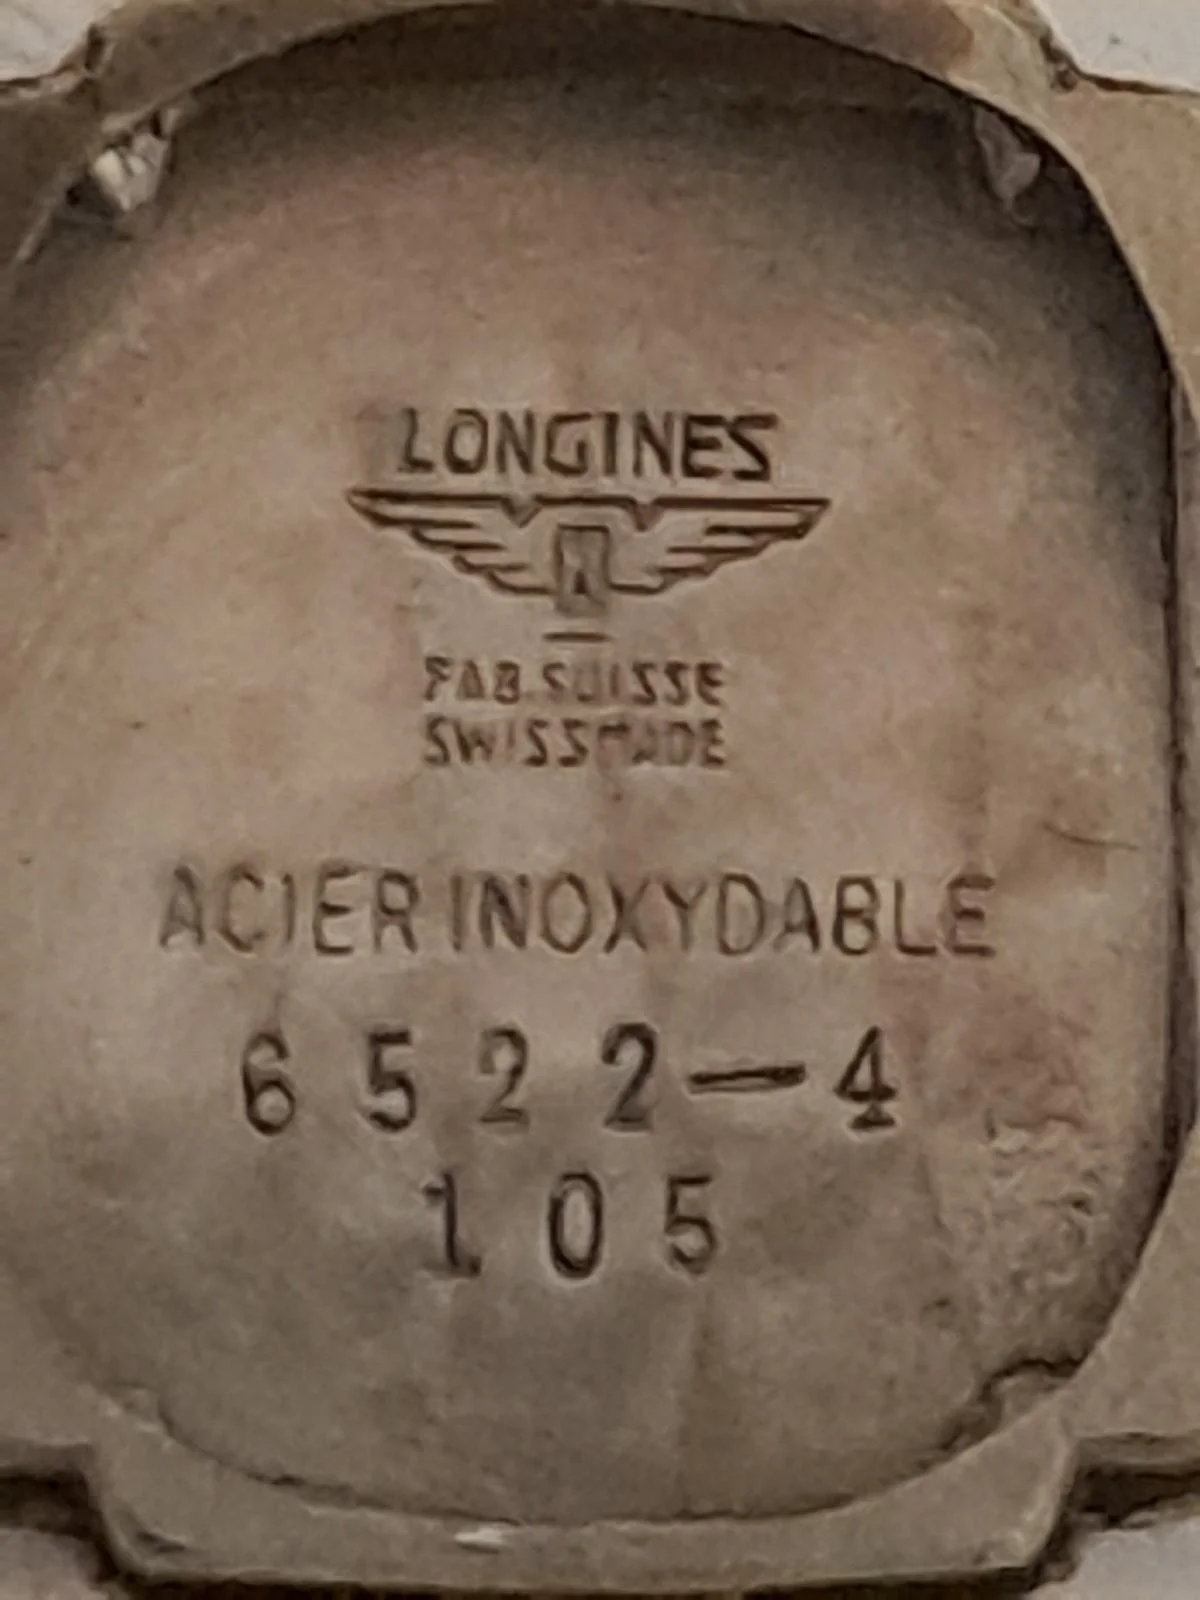 LONGINES
FAB.SUISSE
SWISSMADE
ACIER INOXYDABLE
6522-4
105